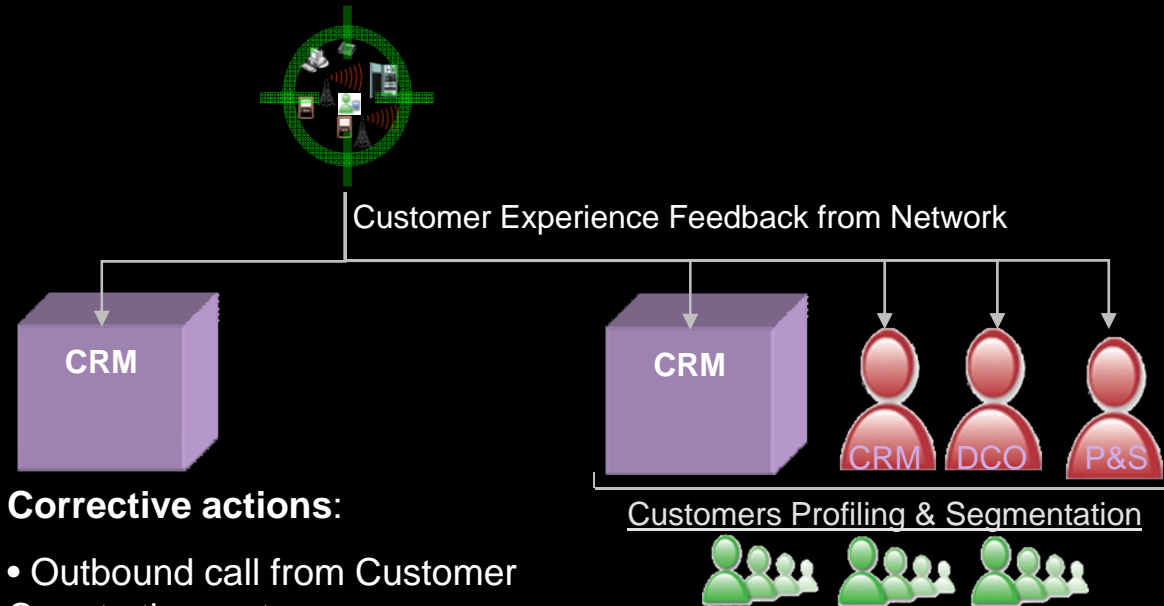 Customer Experience Feedback from Network
CRM
CRM
CRM
DCO
P&S
Corrective actions:
• Outbound call from Customer
Customers Profiling & Segmentation